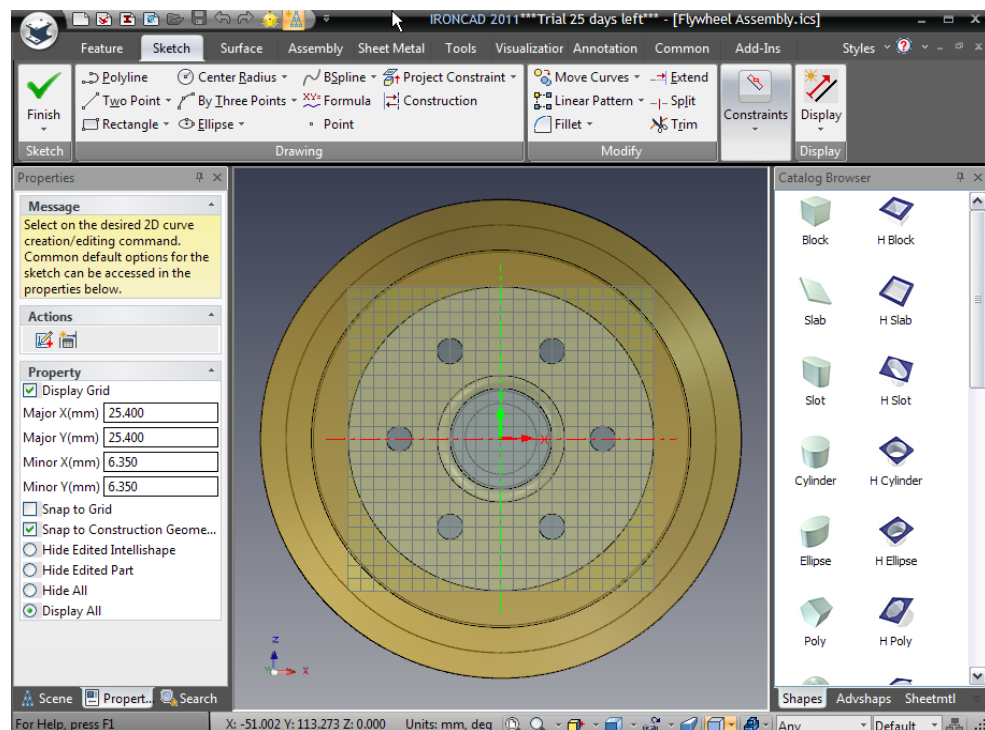 IRONCAD 2011***Trial 25 days left*** - [Flywheel Assembly.ics]
Feature Sketch Surface Assembly Sheet Metal Tools Visualization Annotation Common Add-Ins Styles
Finish
Polyline Center Radius BSpline Project Constraint
Two Point By Three Points XY= Formula Construction
Rectangle Ellipse Point
Move Curves Extend
Linear Pattern Split
Fillet Trim
Constraints Display
Sketch Drawing Modify Display
Properties
Message
Select on the desired 2D curve
creation/editing command.
Common default options for the
sketch can be accessed in the
properties below.
Actions
Property
Display Grid
Major X(mm) 25.400
Major Y(mm) 25.400
Minor X(mm) 6.350
Minor Y(mm) 6.350
Snap to Grid
Snap to Construction Geome...
Hide Edited Intellishape
Hide Edited Part
Hide All
Display All
Scene Propert... Search
X
Z
X
Catalog Browser
Block H Block
Slab H Slab
Slot H Slot
Cylinder H Cylinder
Ellipse H Ellipse
Poly H Poly
Shapes Advshaps Sheetmtl
For Help, press F1 X: -51.002 Y: 113.273 Z: 0.000 Units: mm, deg Any Default